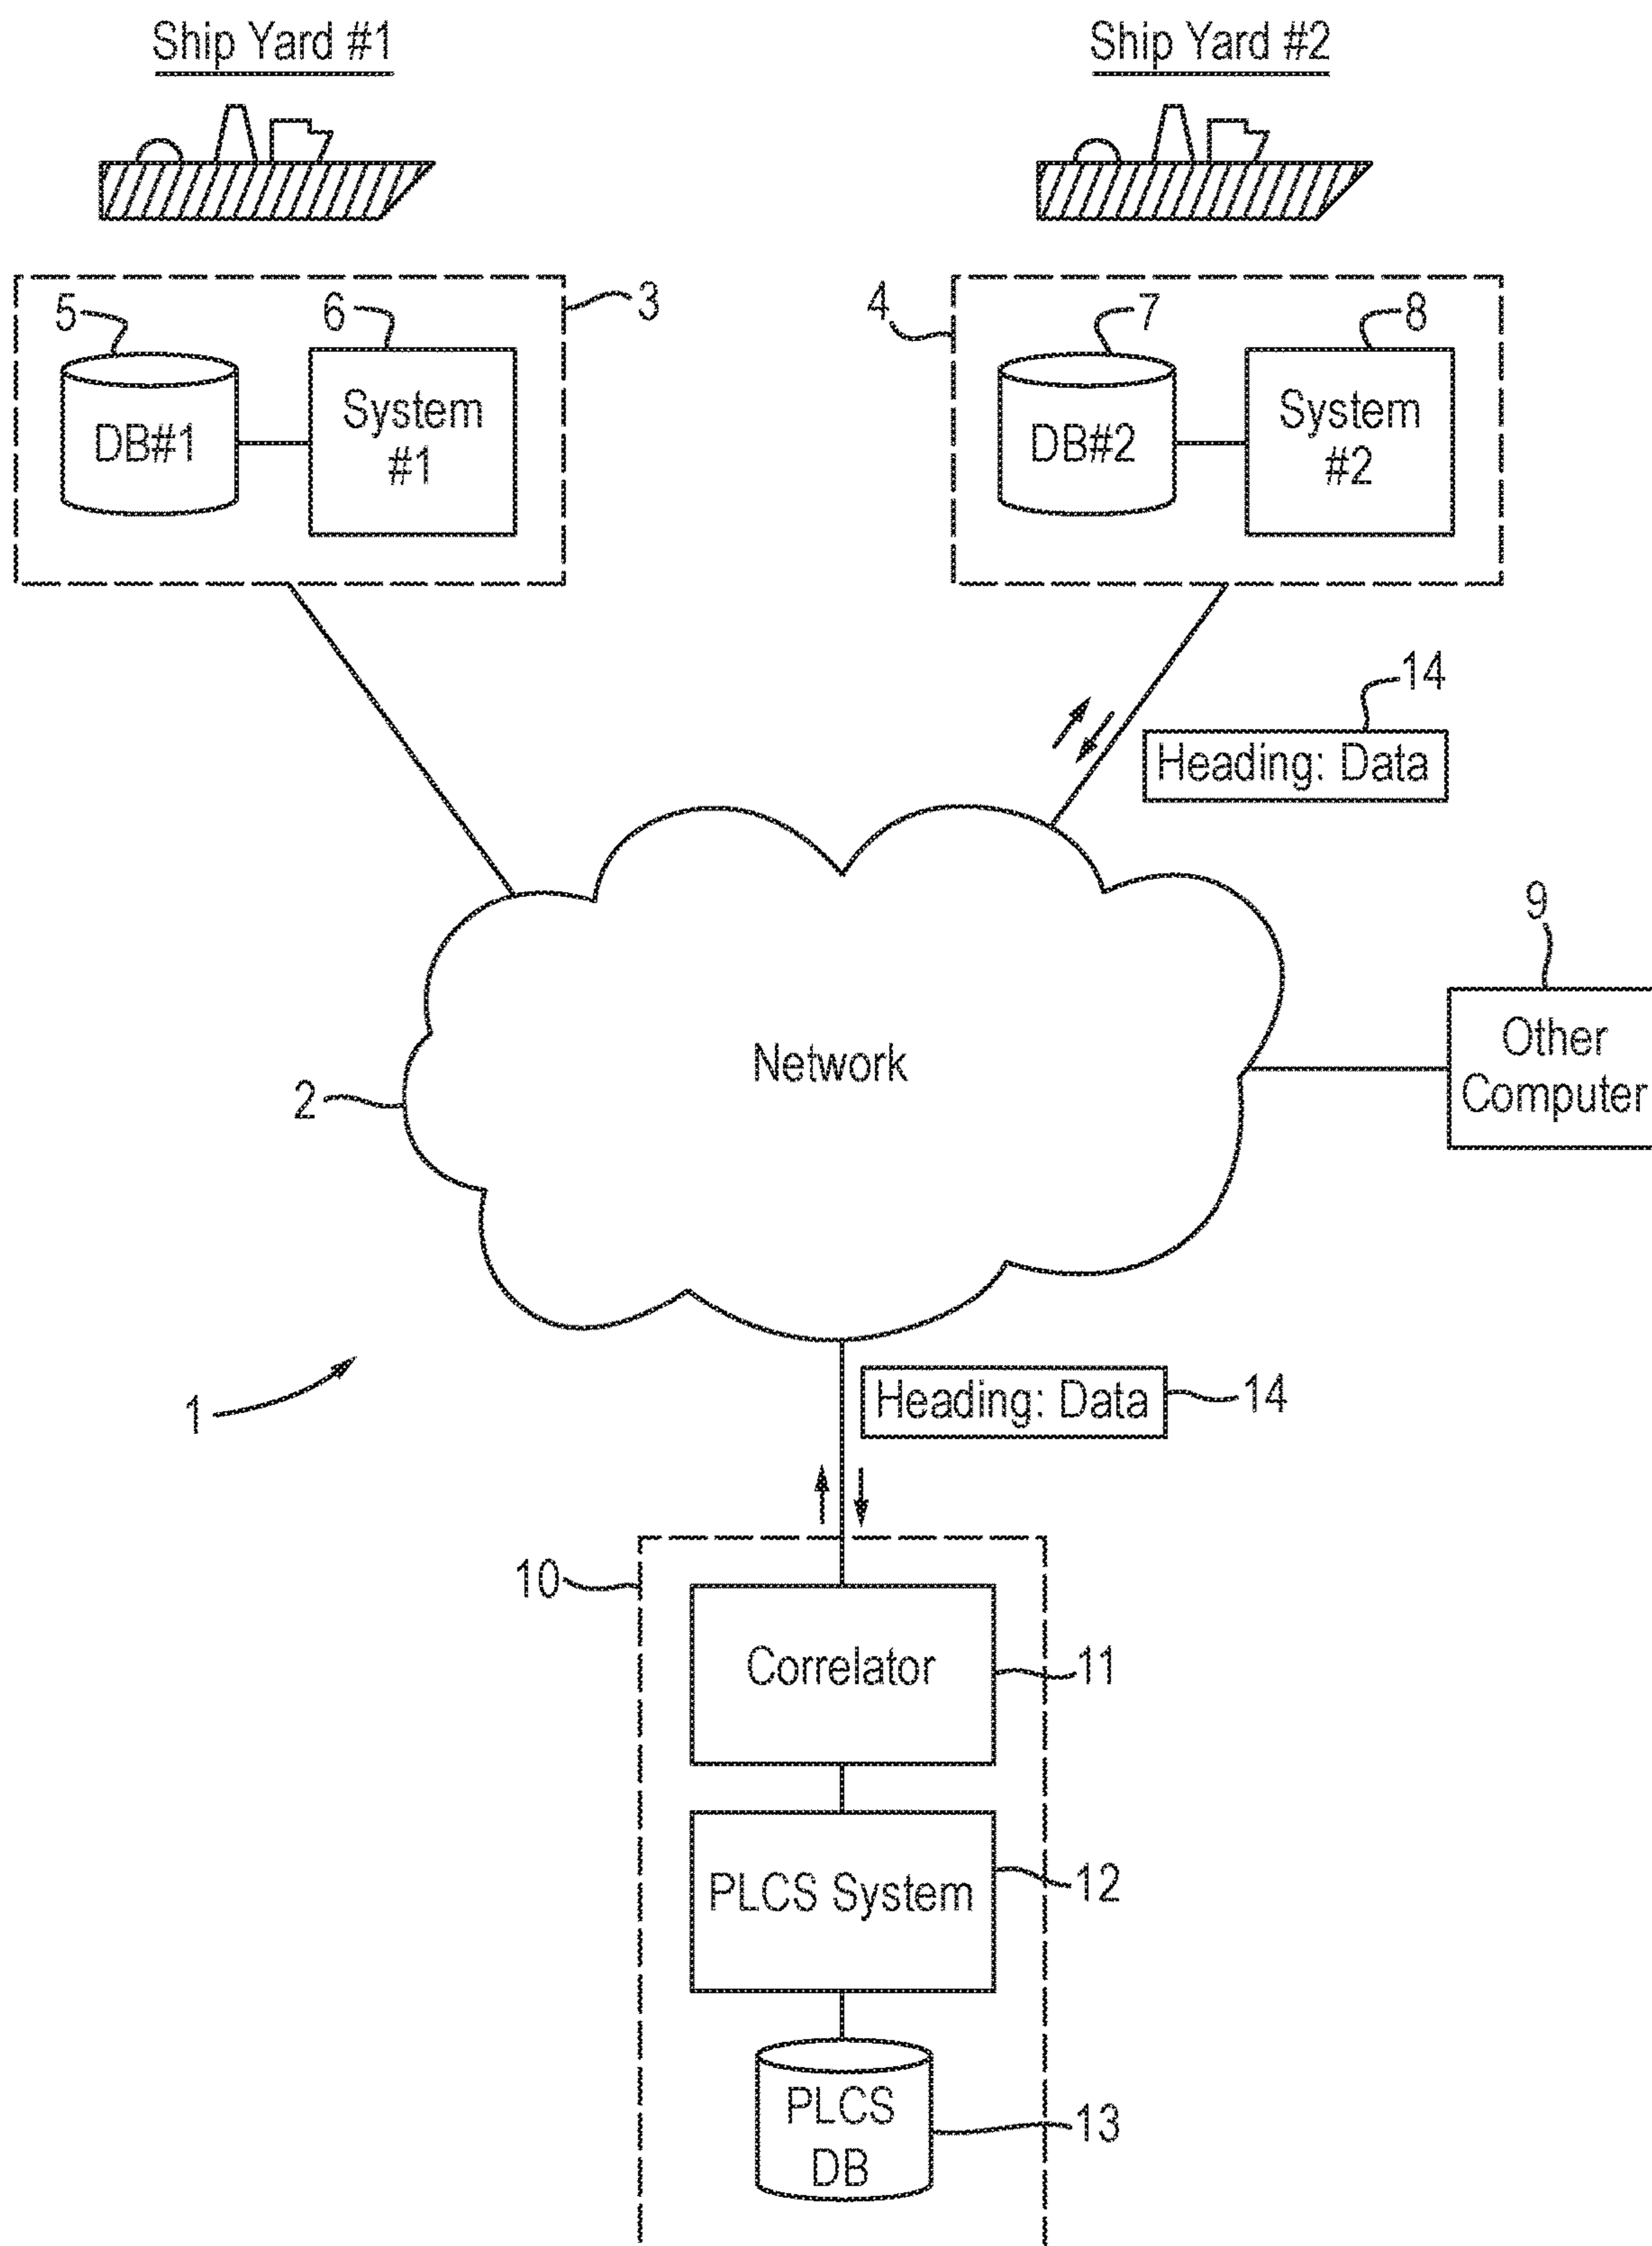 Ship Yard #1
Ship Yard #2
5
6
3
4
7
8
DB#1
System
#1
DB#2
System
#2
14
Heading: Data
9
Network
Other
Computer
2
1
Heading: Data
14
10
Correlator
11
PLCS System
12
PLCS
DB
13